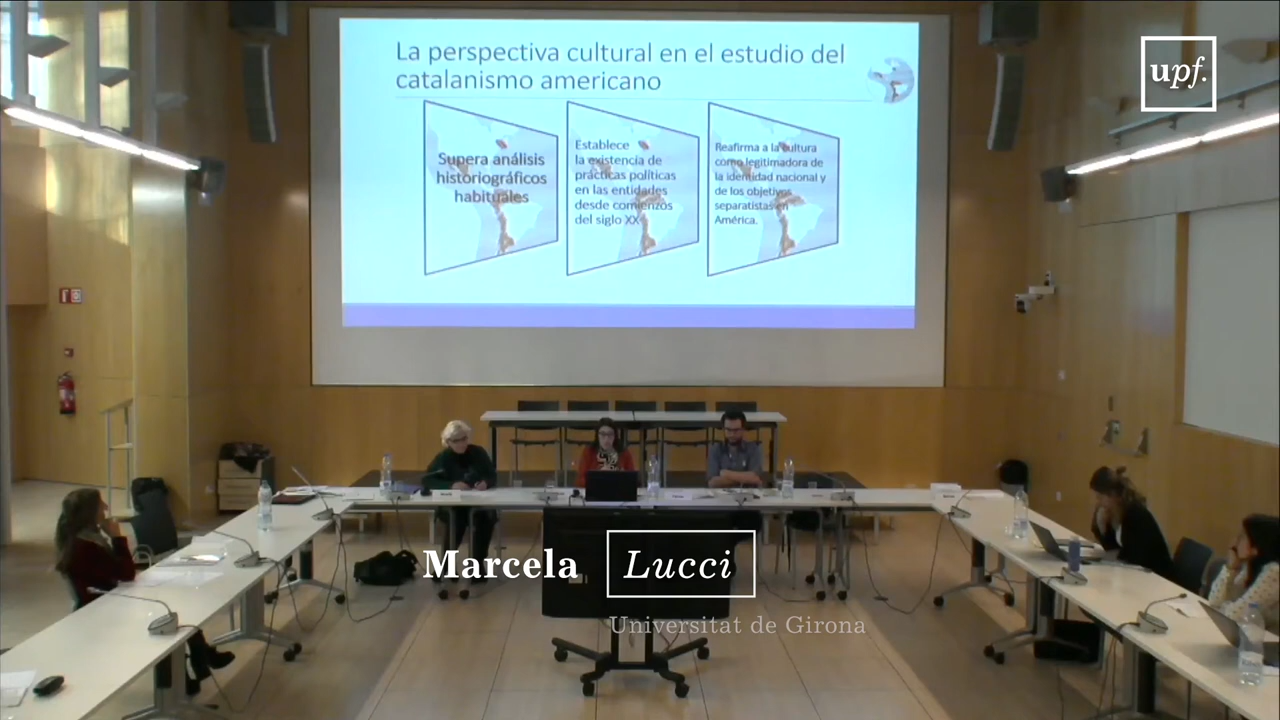 La perspectiva cultural en el estudio del
catalanismo americano
Supera análisis
historiográficos
habituales
Establece
la existencia de
prácticas políticas
en las entidades
desde comienzos
del siglo XX
Reafirma a la cultura
como legitimadora de
la identidad nacional y
de los objetivos
separatistas en
América.
upf.
Marcela Lucci
Universitat de Girona